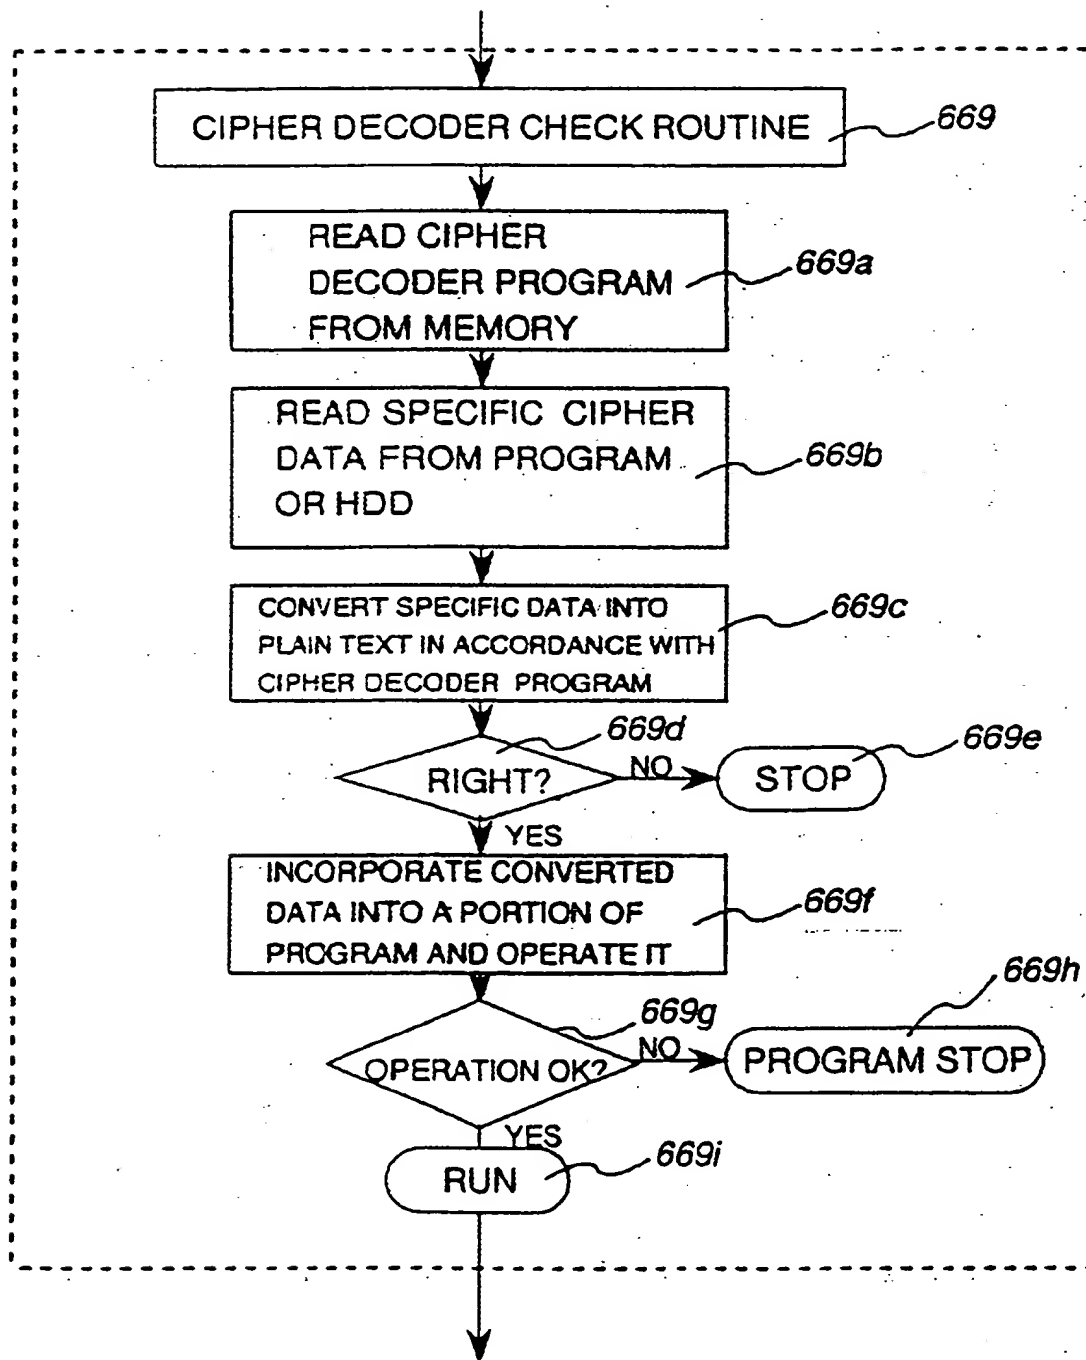 CIPHER DECODER CHECK ROUTINE
669
READ CIPHER
DECODER PROGRAM
FROM MEMORY
669a
READ SPECIFIC CIPHER
DATA FROM PROGRAM
OR HDD
669b
CONVERT SPECIFIC DATA INTO
PLAIN TEXT IN ACCORDANCE WITH
CIPHER DECODER PROGRAM
669c
669d
RIGHT?
NO
STOP
669e
YES
INCORPORATE CONVERTED
DATA INTO A PORTION OF
PROGRAM AND OPERATE IT
669f
669g
OPERATION OK?
NO
PROGRAM STOP
669h
YES
RUN
669i